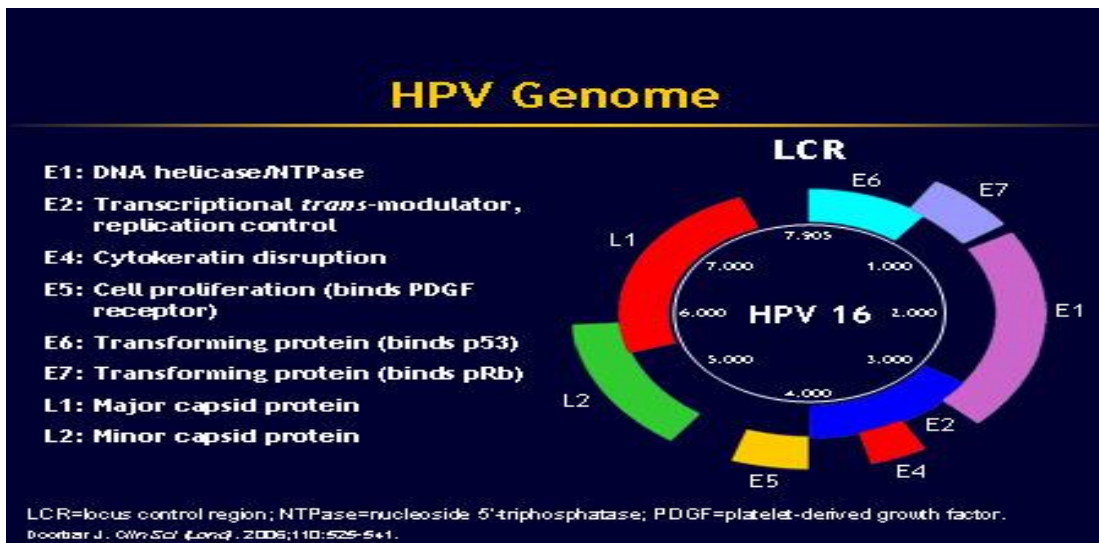 HPV Genome
E1: DNA helicase/NTPase
E2: Transcriptional trans-modulator,
replication control
E4: Cytokeratin disruption
E5: Cell proliferation (binds PDGF
receptor)
E6: Transforming protein (binds p53)
E7: Transforming protein (binds pRb)
L1: Major capsid protein
L2: Minor capsid protein
LCR
E6
E7
L1
7.905
7.000
1.000
6.000
HPV 16
2.000
E1
5.000
3.000
4.000
L2
E2
E4
E5
LCR=locus control region; NTPase=nucleoside 5'-triphosphatase; PDGF=platelet-derived growth factor.
Doorbar J. Clin Sci (Lond). 2006;110:525-541.